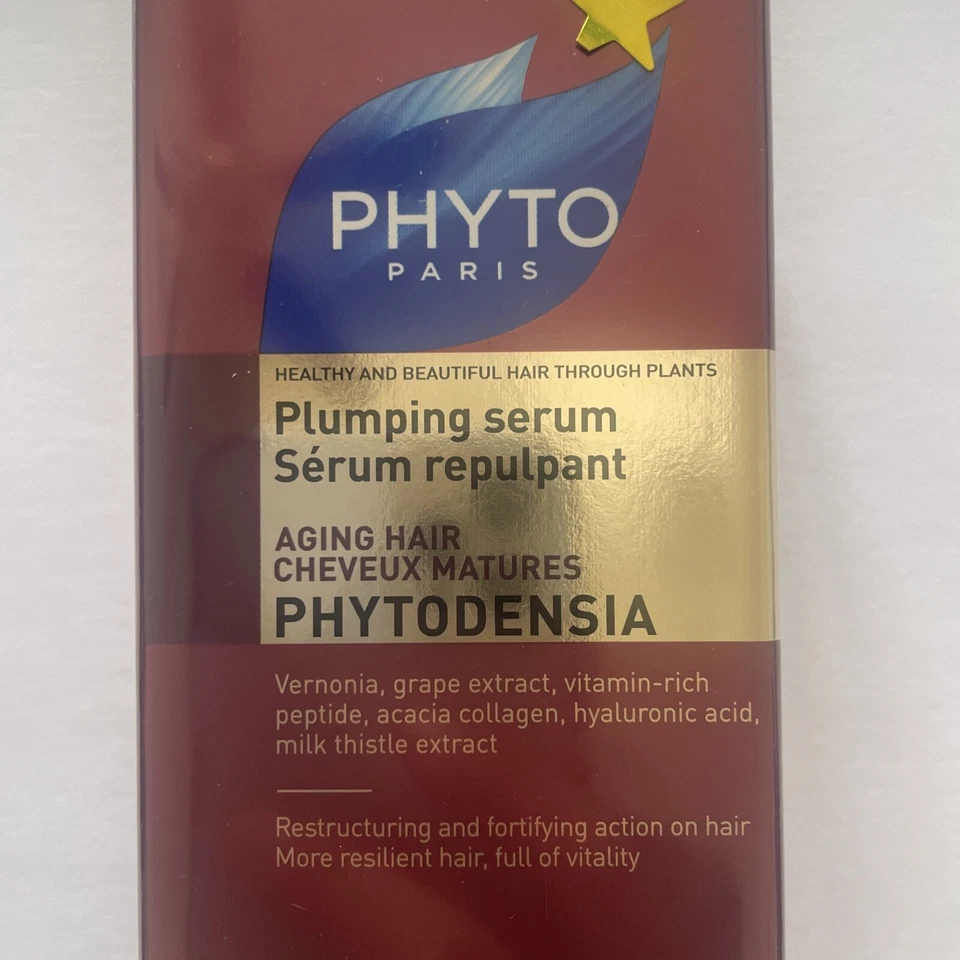 PHYTO
PARIS
HEALTHY AND BEAUTIFUL HAIR THROUGH PLANTS
Plumping serum
Sérum repulpant
AGING HAIR
CHEVEUX MATURES
PHYTODENSIA
Vernonia, grape extract, vitamin-rich
peptide, acacia collagen, hyaluronic acid,
milk thistle extract
Restructuring and fortifying action on hair
More resilient hair, full of vitality